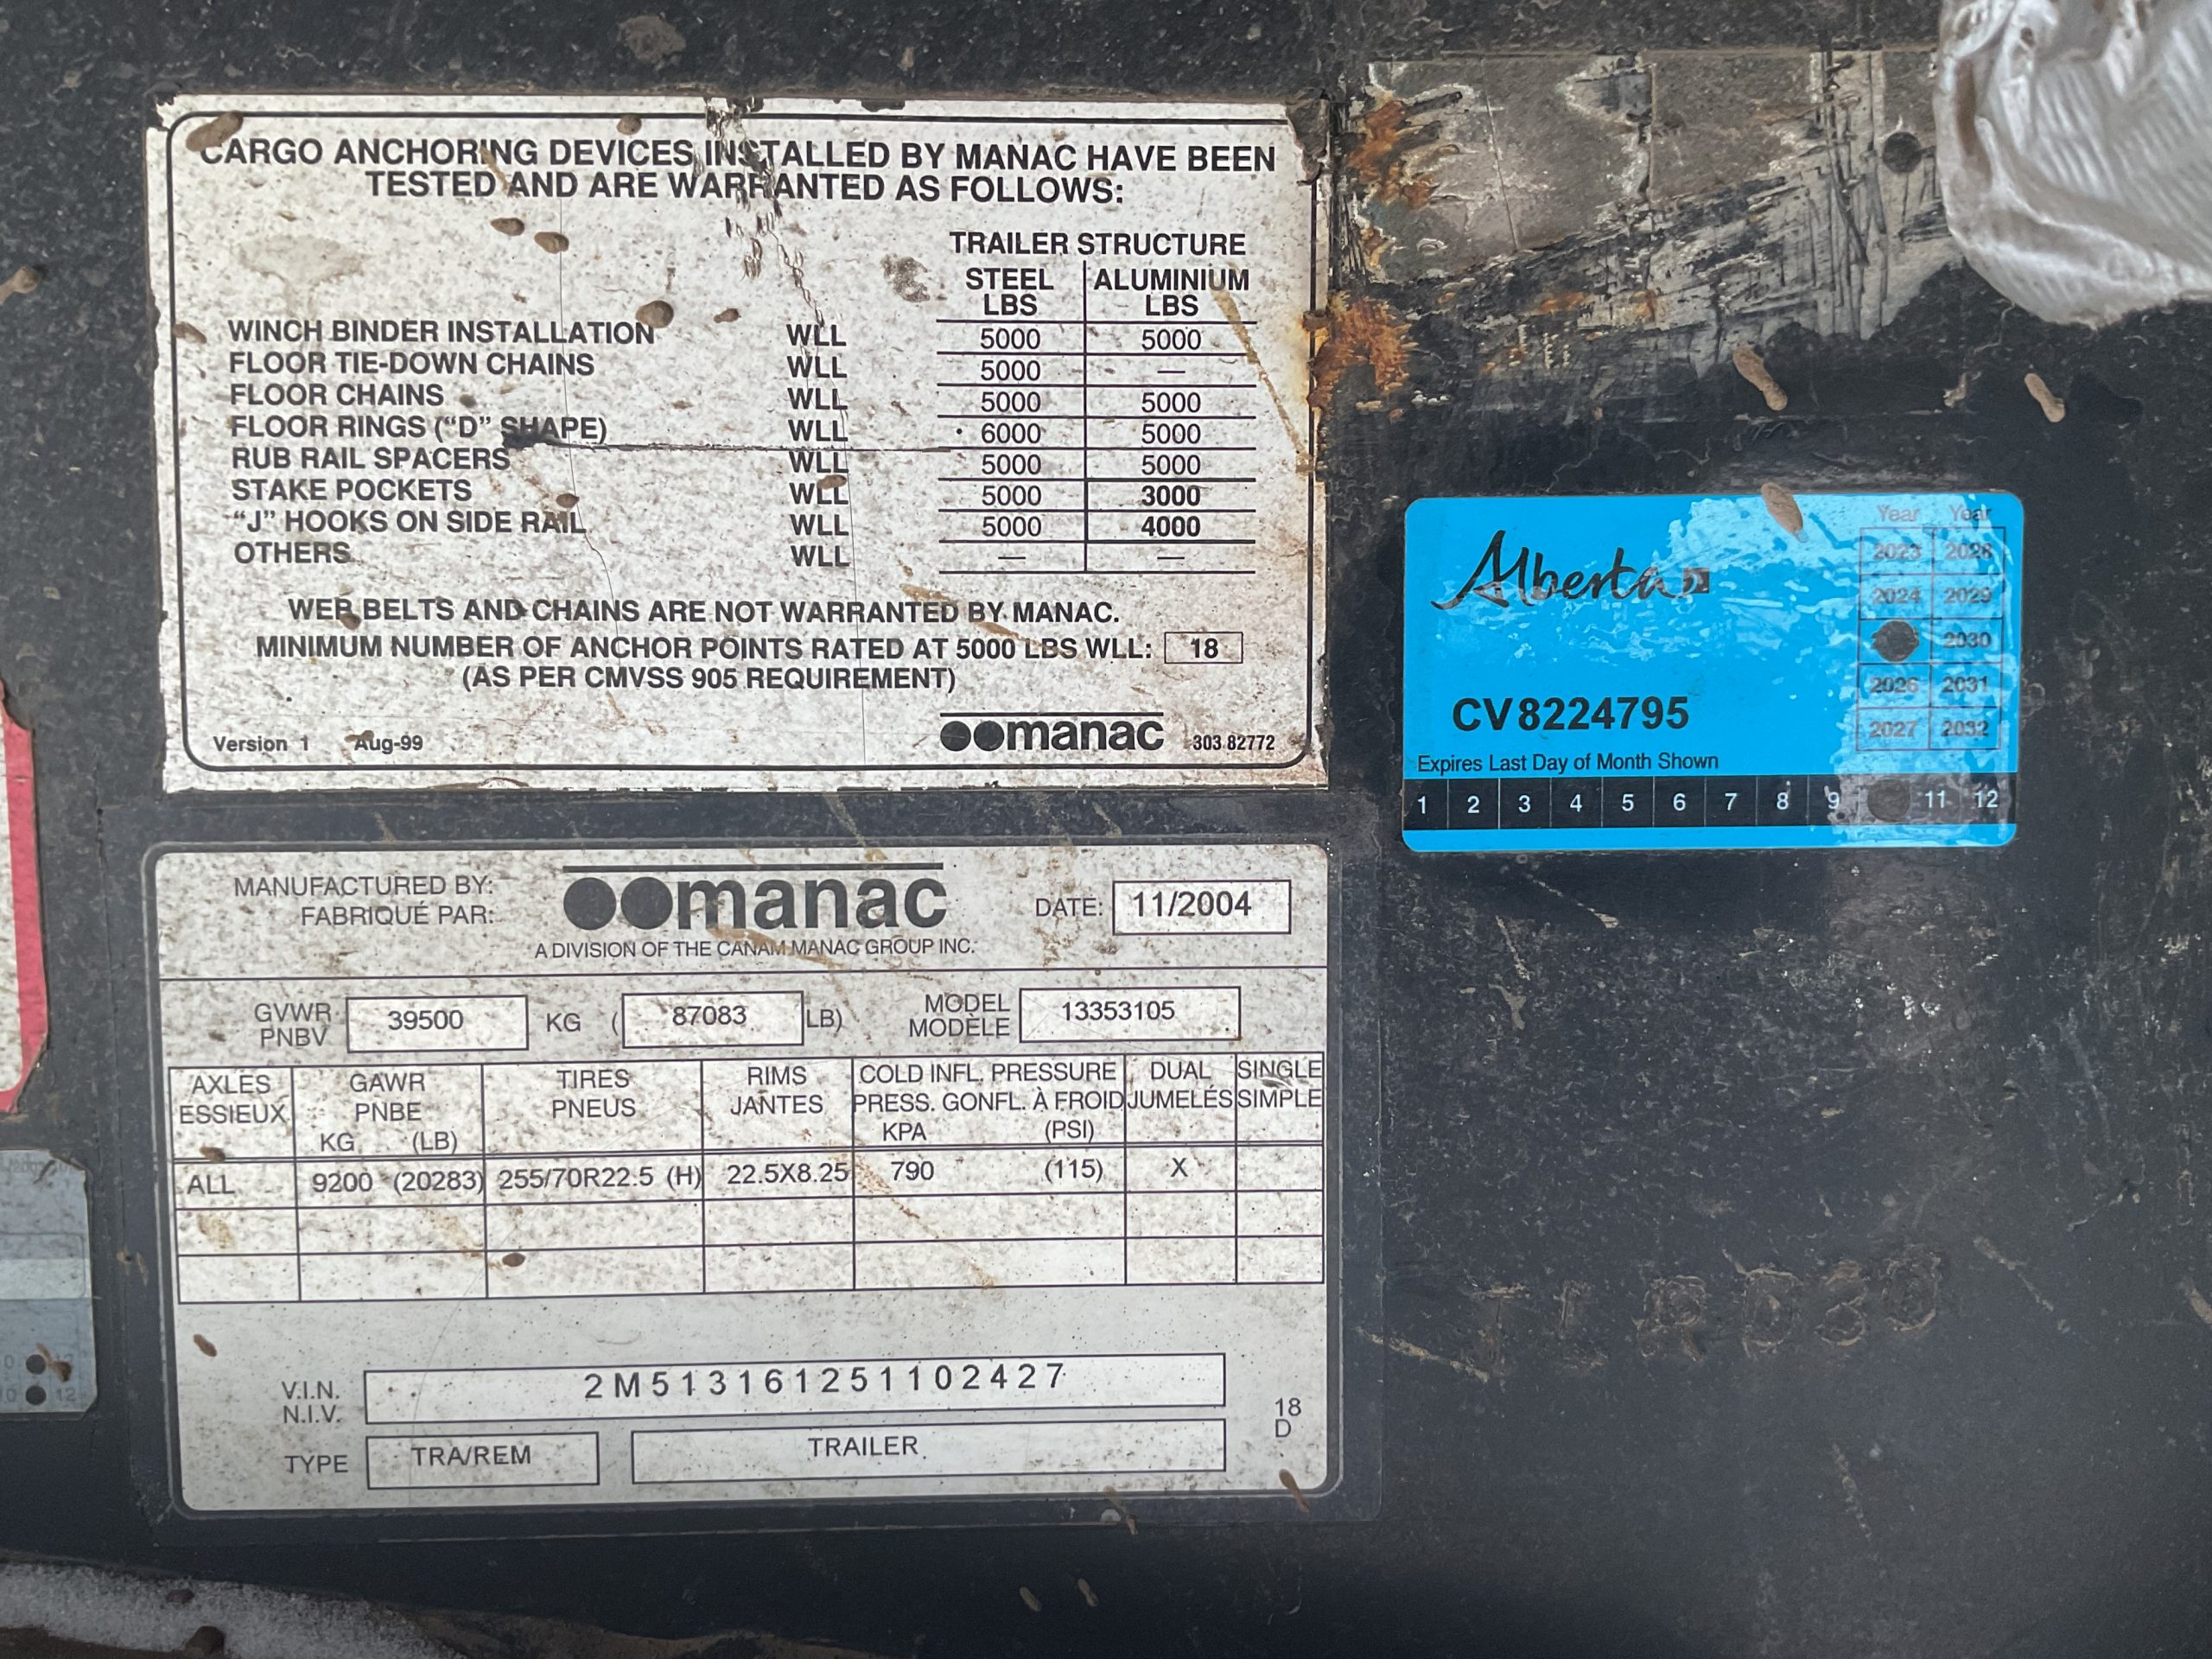 CARGO ANCHORING DEVICES INSTALLED BY MANAC HAVE BEEN
TESTED AND ARE WARRANTED AS FOLLOWS:
TRAILER STRUCTURE
STEEL ALUMINIUM
LBS LBS
WINCH BINDER INSTALLATION WLL 5000 5000
FLOOR TIE-DOWN CHAINS WLL 5000 —
FLOOR CHAINS WLL 5000 5000
FLOOR RINGS (“D” SHAPE) WLL 6000 5000
RUB RAIL SPACERS WLL 5000 5000
STAKE POCKETS WLL 5000 3000
“J” HOOKS ON SIDE RAIL WLL 5000 4000
OTHERS WLL — —
WEB BELTS AND CHAINS ARE NOT WARRANTED BY MANAC.
MINIMUM NUMBER OF ANCHOR POINTS RATED AT 5000 LBS WLL: 18
(AS PER CMVSS 905 REQUIREMENT)
Version 1 Aug-99 manac 303 82772
Alberta
Year Year
2023 2028
2024 2029
2030
2026 2031
2027 2032
CV8224795
Expires Last Day of Month Shown
1 2 3 4 5 6 7 8 9 11 12
MANUFACTURED BY:
FABRIQUÉ PAR:
manac
A DIVISION OF THE CANAM MANAC GROUP INC.
DATE: 11/2004
GVWR
PNBV
39500 KG ( 87083 LB)
MODEL
MODÈLE
13353105
AXLES
ESSIEUX
GAWR
PNBE
KG (LB)
TIRES
PNEUS
RIMS
JANTES
COLD INFL. PRESSURE
PRESS. GONFL. À FROID
KPA (PSI)
DUAL
JUMELÉS
SINGLE
SIMPLE
ALL 9200 (20283) 255/70R22.5 (H) 22.5X8.25 790 (115) X
V.I.N.
N.I.V.
2M513161251102427
TYPE TRA/REM TRAILER
18
D